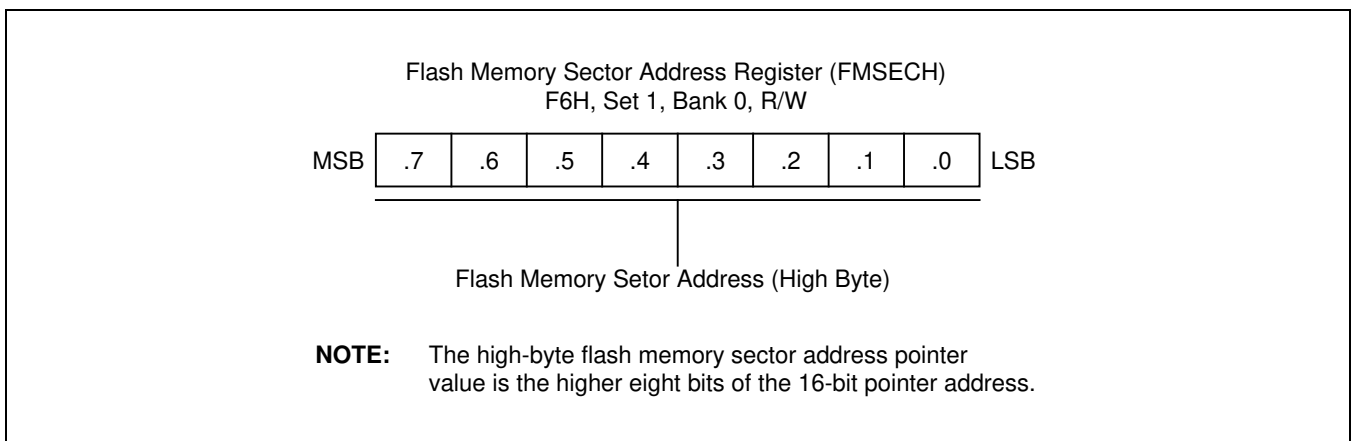 Flash Memory Sector Address Register (FMSECH)
F6H, Set 1, Bank 0, R/W
MSB .7 .6 .5 .4 .3 .2 .1 .0 LSB
Flash Memory Setor Address (High Byte)
NOTE: The high-byte flash memory sector address pointer
value is the higher eight bits of the 16-bit pointer address.